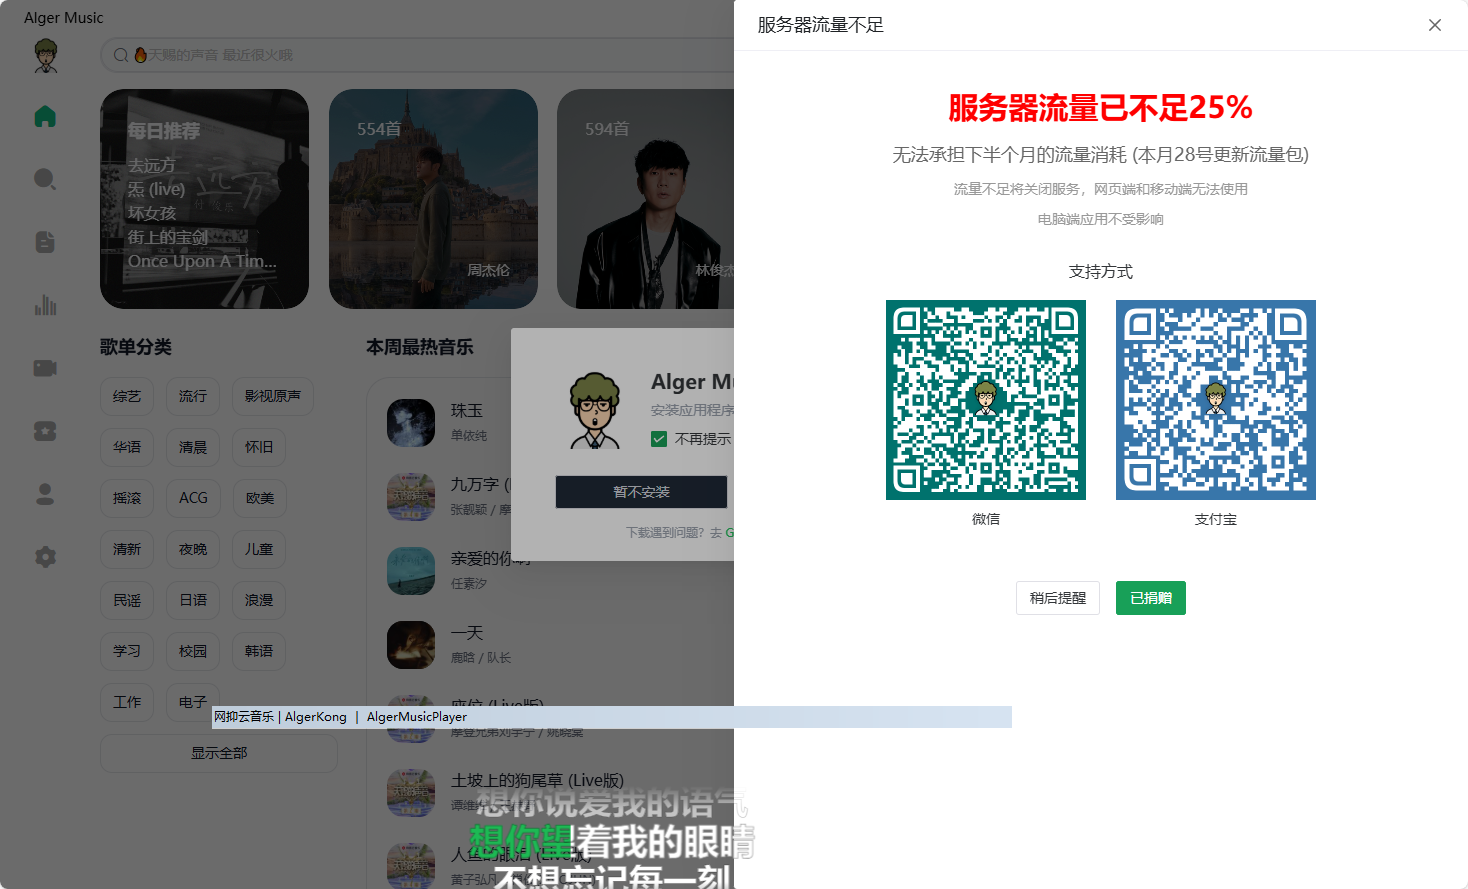 Alger Music
天赐的声音 最近很火哦
每日推荐
去远方
炁 (live)
坏女孩
街上的宝剑
Once Upon A Tim...
554首
周杰伦
594首
林俊杰
歌单分类
综艺
流行
影视原声
华语
清晨
怀旧
摇滚
ACG
欧美
清新
夜晚
儿童
民谣
日语
浪漫
学习
校园
韩语
工作
电子
显示全部
本周最热音乐
珠玉
单依纯
九万字 (
张靓颖 / 摩
亲爱的你啊
任素汐
一天
鹿晗 / 队长
座位 (Live版)
摩登兄弟刘宇宁 / 姚晓棠
土坡上的狗尾草 (Live版)
谭维维
人鱼的眼泪 (Live版)
黄子弘凡
Alger Mu
安装应用程序
不再提示
暂不安装
下载遇到问题？去 G
网抑云音乐 | AlgerKong | AlgerMusicPlayer
想你说爱我的语气
想你望着我的眼睛
不想忘记每一刻
服务器流量不足
服务器流量已不足25%
无法承担下半个月的流量消耗 (本月28号更新流量包)
流量不足将关闭服务，网页端和移动端无法使用
电脑端应用不受影响
支持方式
微信
支付宝
稍后提醒
已捐赠